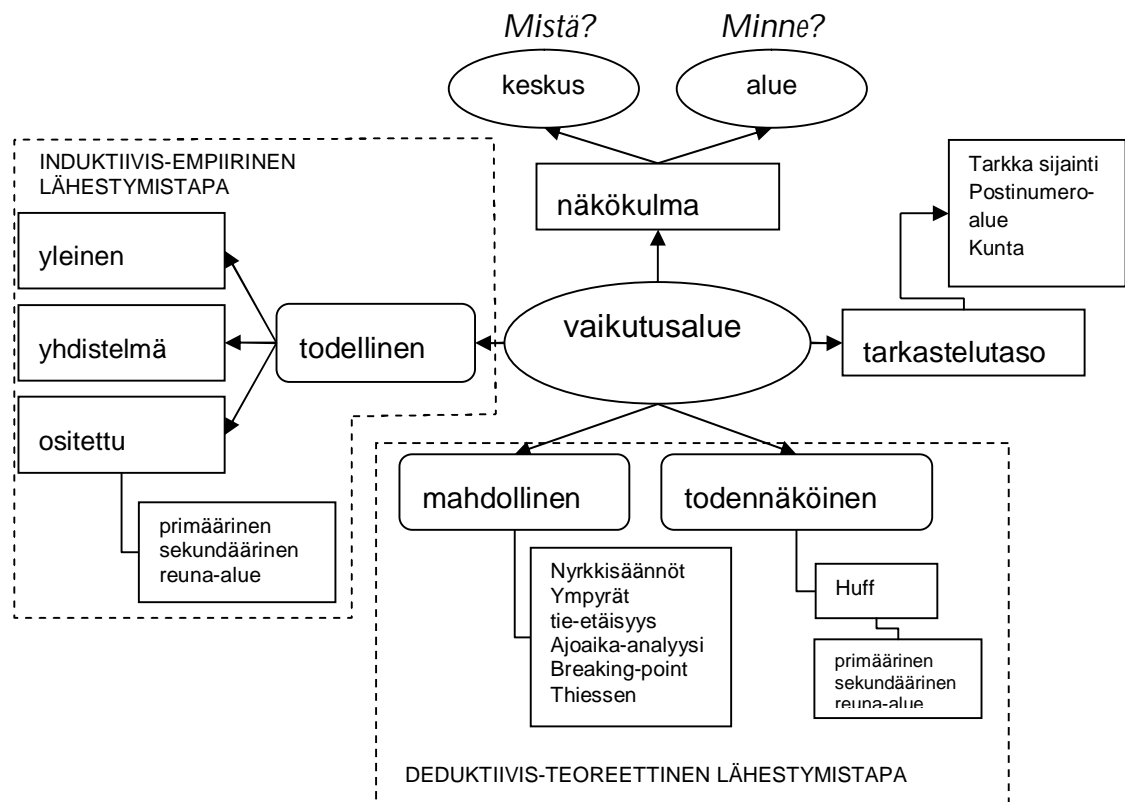 Mistä?
Minne?
keskus
alue
INDUKTIIVIS-EMPIIRINEN
LÄHESTYMISTAPA
näkökulma
Tarkka sijainti
Postinumero-
alue
Kunta
yleinen
yhdistelmä
ositettu
todellinen
vaikutusalue
tarkastelutaso
primäärinen
sekundäärinen
reuna-alue
mahdollinen
todennäköinen
Nyrkkisäännöt
Ympyrät
tie-etäisyys
Ajoaika-analyysi
Breaking-point
Thiessen
Huff
primäärinen
sekundäärinen
reuna-alue
DEDUKTIIVIS-TEOREETTINEN LÄHESTYMISTAPA